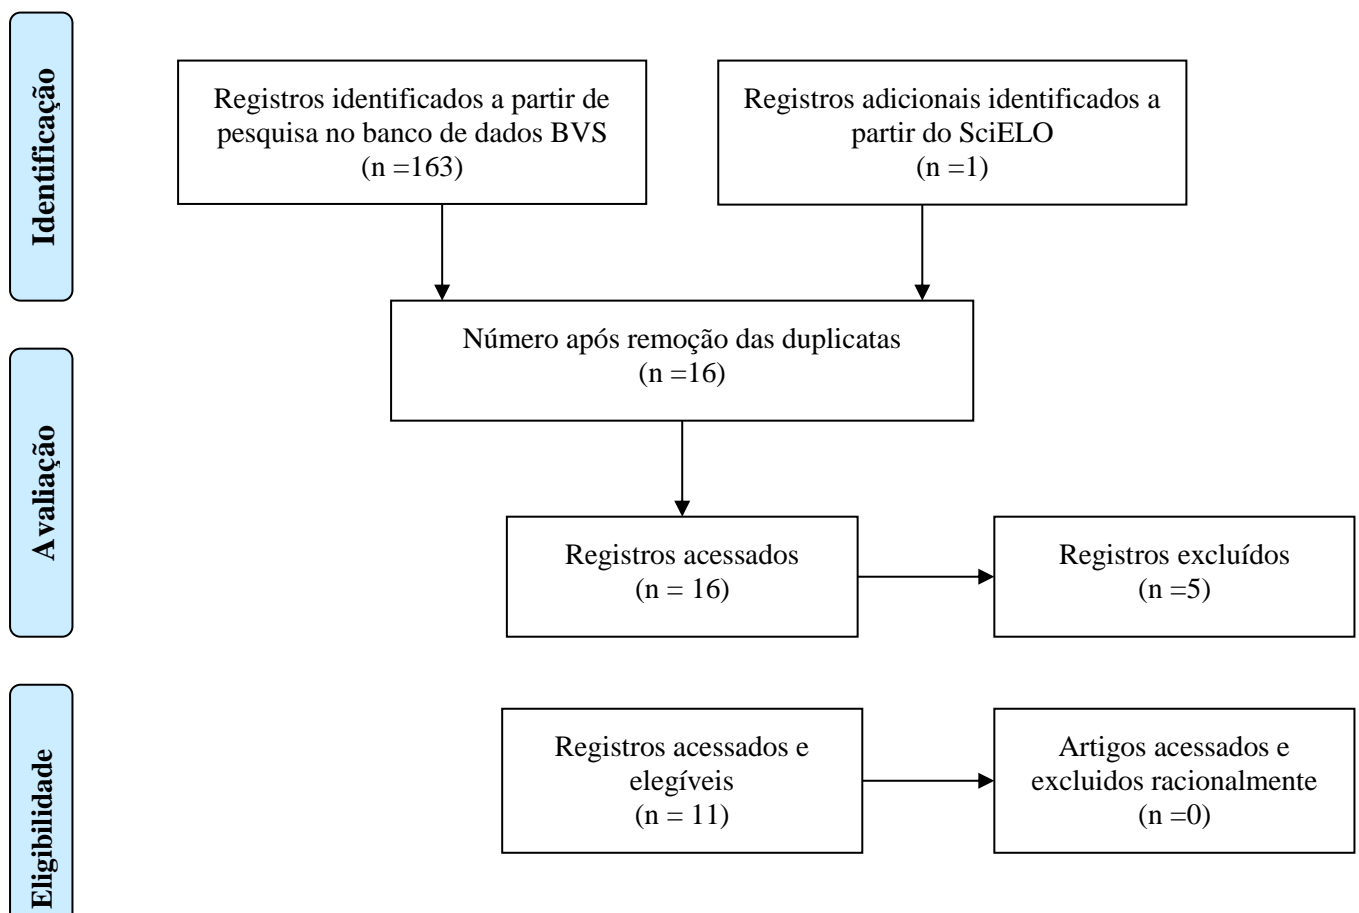 Identificação
Registros identificados a partir de
pesquisa no banco de dados BVS
(n =163)
Registros adicionais identificados a
partir do SciELO
(n =1)
Número após remoção das duplicatas
(n =16)
Avaliação
Registros acessados
(n = 16)
Registros excluídos
(n =5)
Eligibilidade
Registros acessados e
elegíveis
(n = 11)
Artigos acessados e
excluidos racionalmente
(n =0)